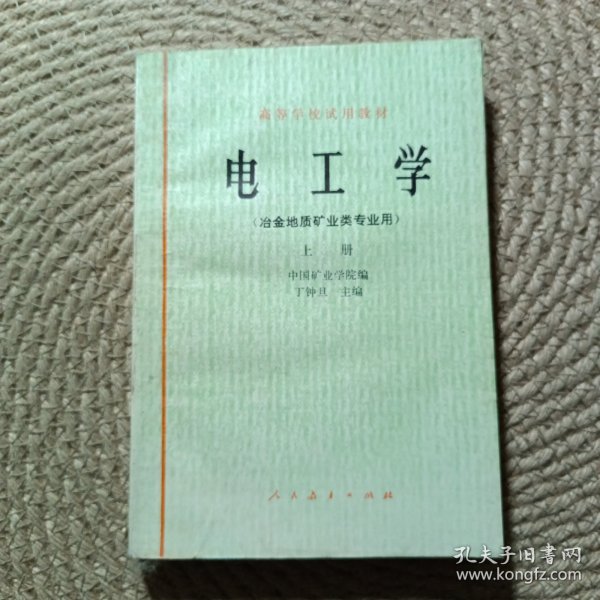 高等学校试用教材
电工学
(冶金地质矿业类专业用)
上册
中国矿业学院编
丁钟旦 主编
人民教育出版社
孔夫子旧书网
www.kongfz.com